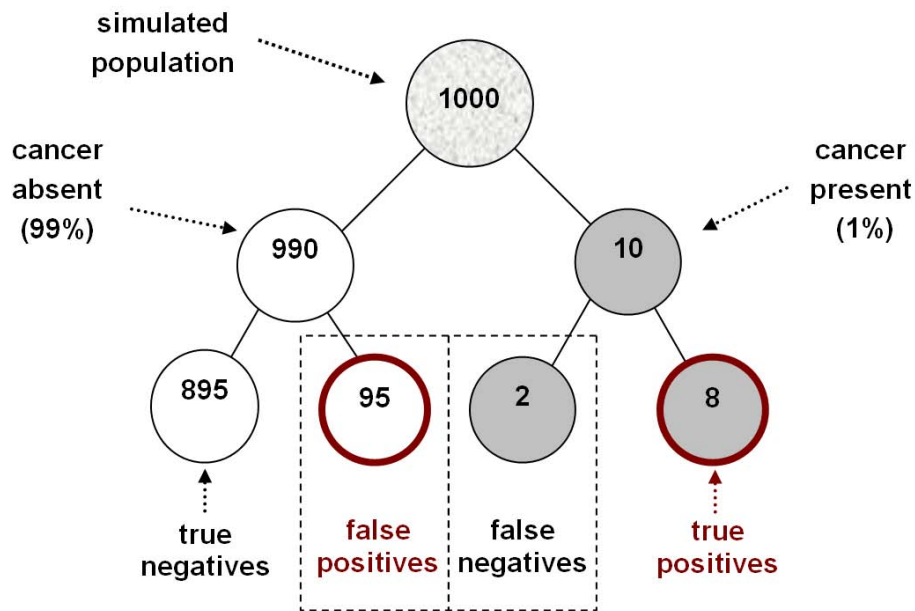 simulated
population
1000
cancer
absent
(99%)
cancer
present
(1%)
990
10
895
95
2
8
true
negatives
false
positives
false
negatives
true
positives